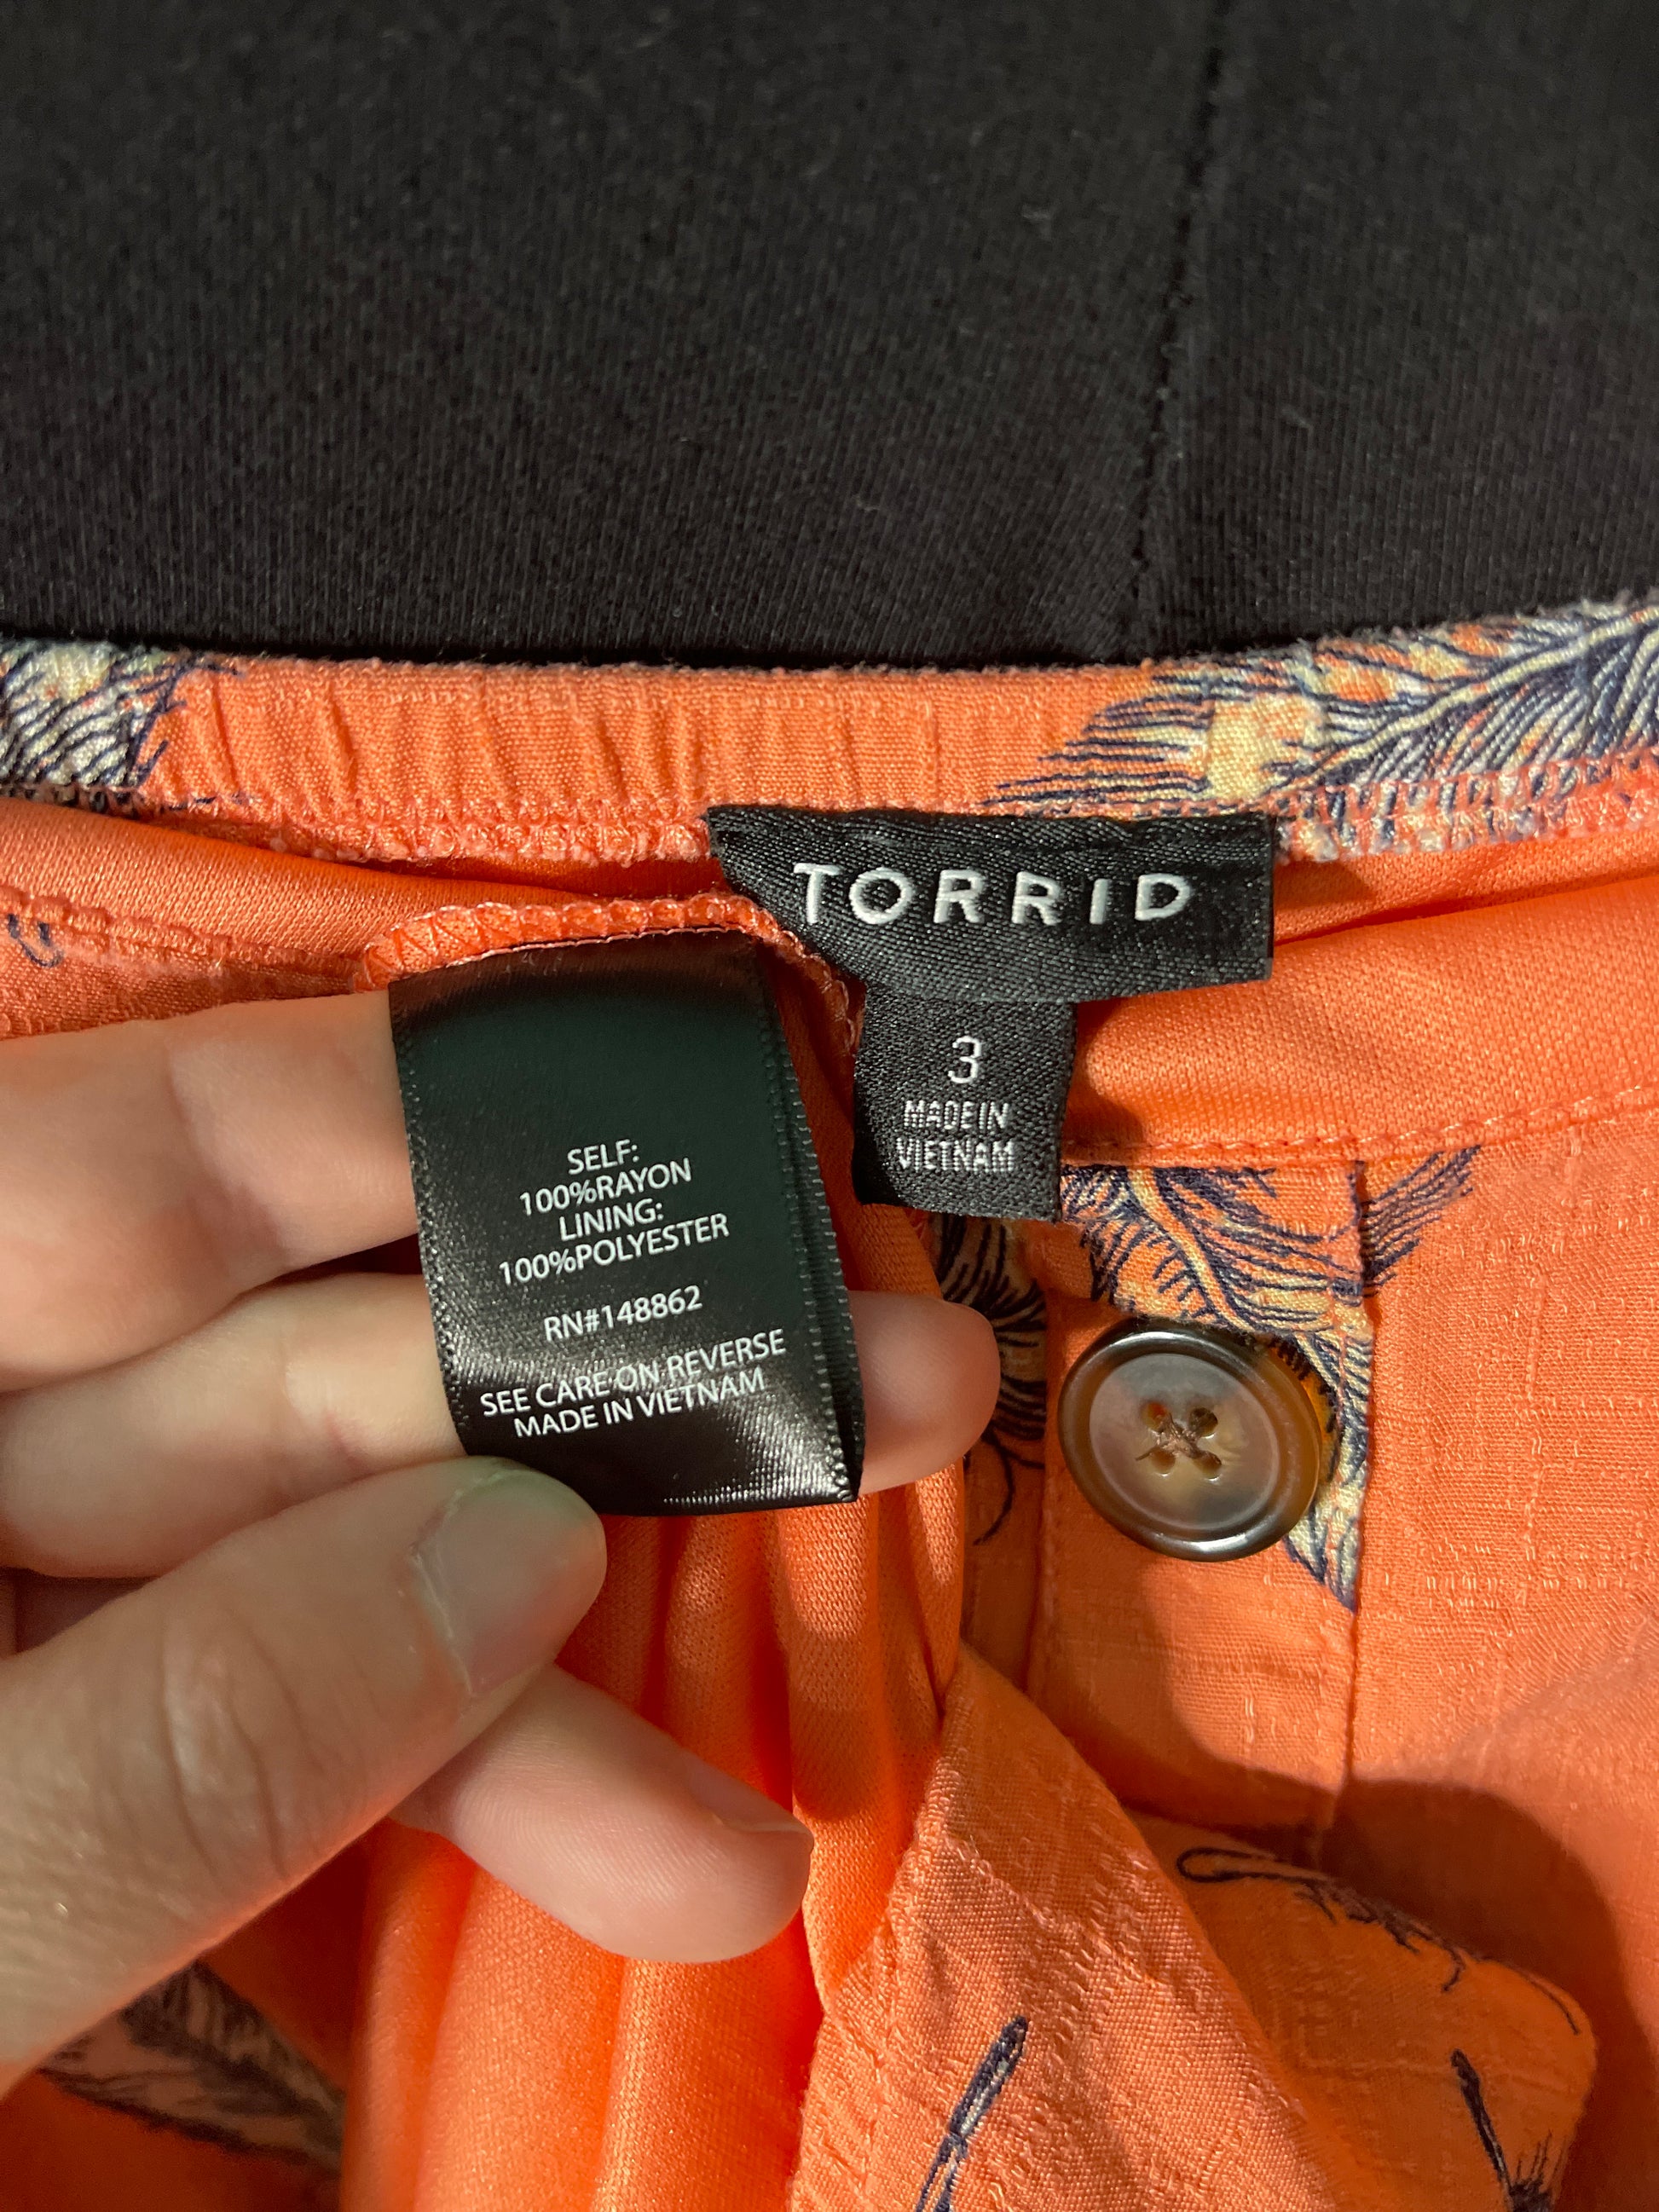 TORRID
3
MADE IN
VIETNAM
SELF:
100%RAYON
LINING:
100%POLYESTER
RN#148862
SEE CARE ON REVERSE
MADE IN VIETNAM